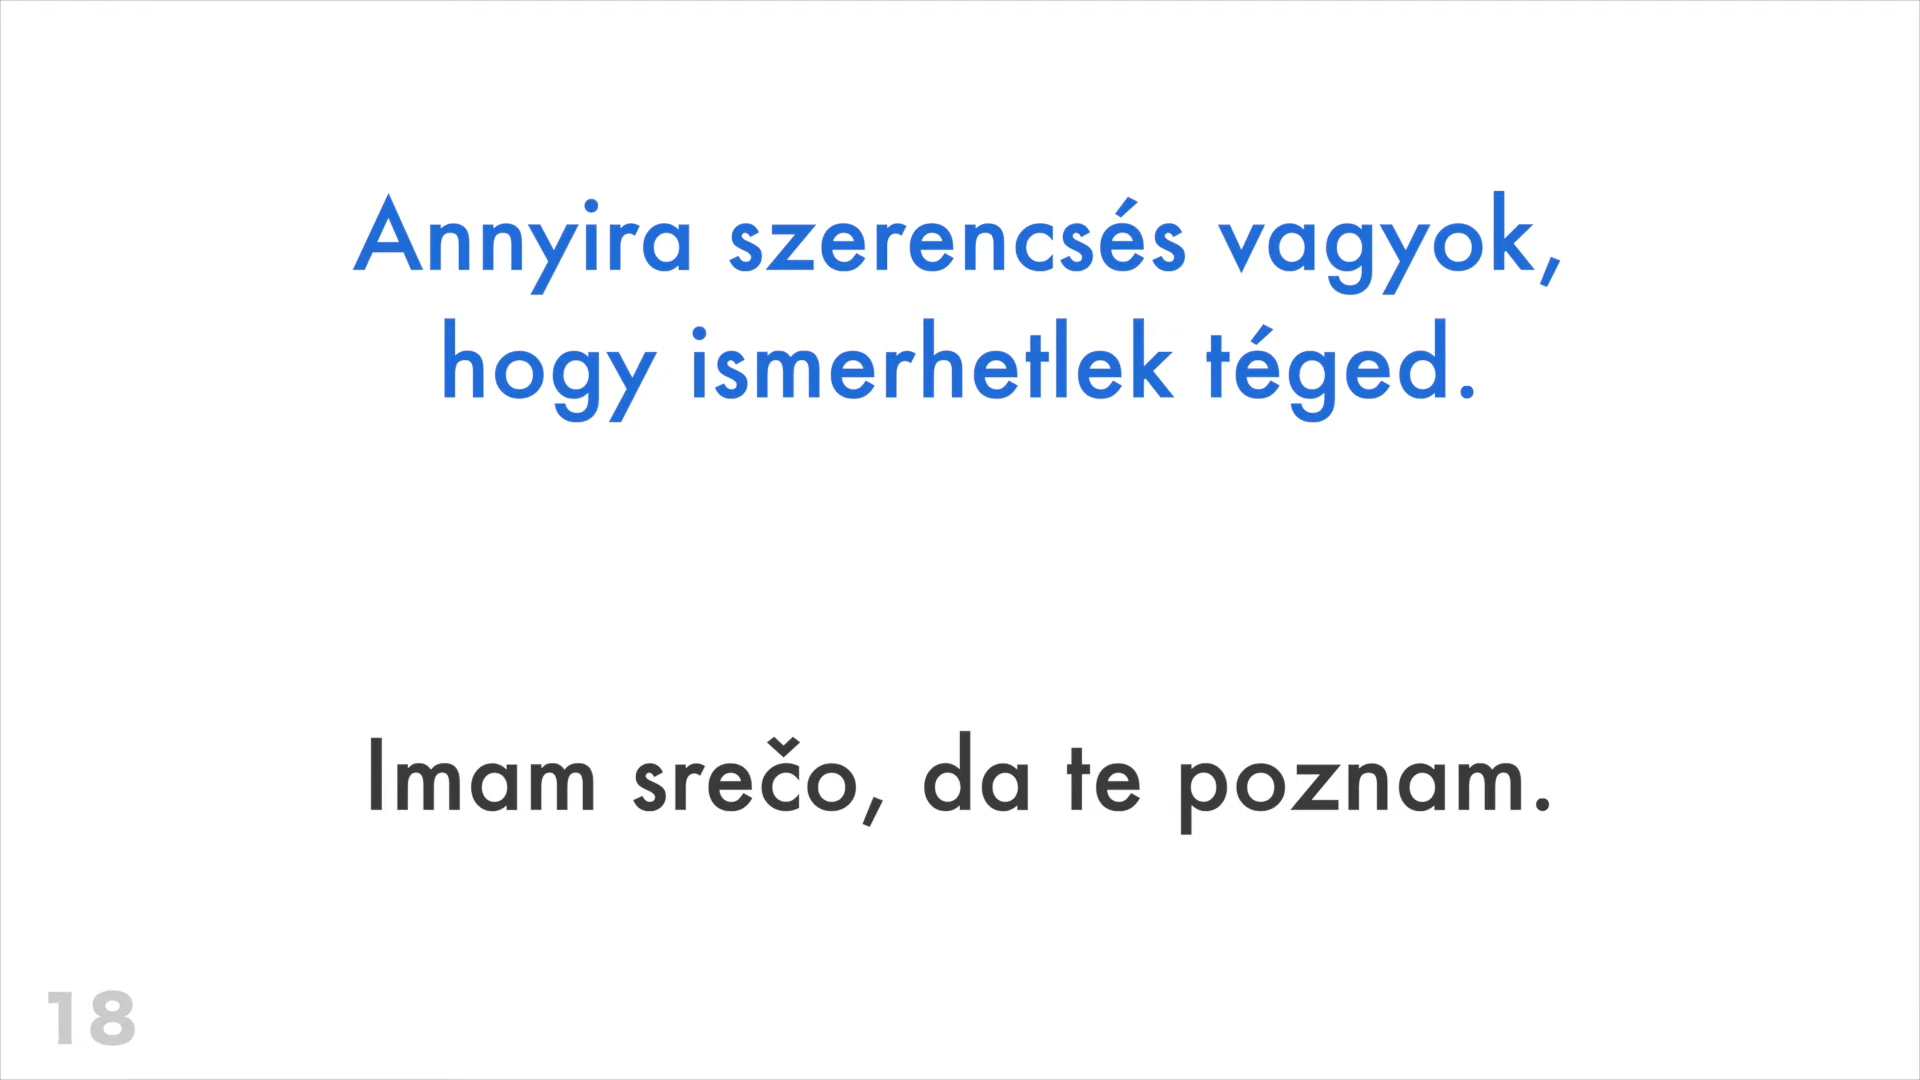 Annyira szerencsés vagyok,
hogy ismerhetlek téged.
Imam srečo, da te poznam.
18